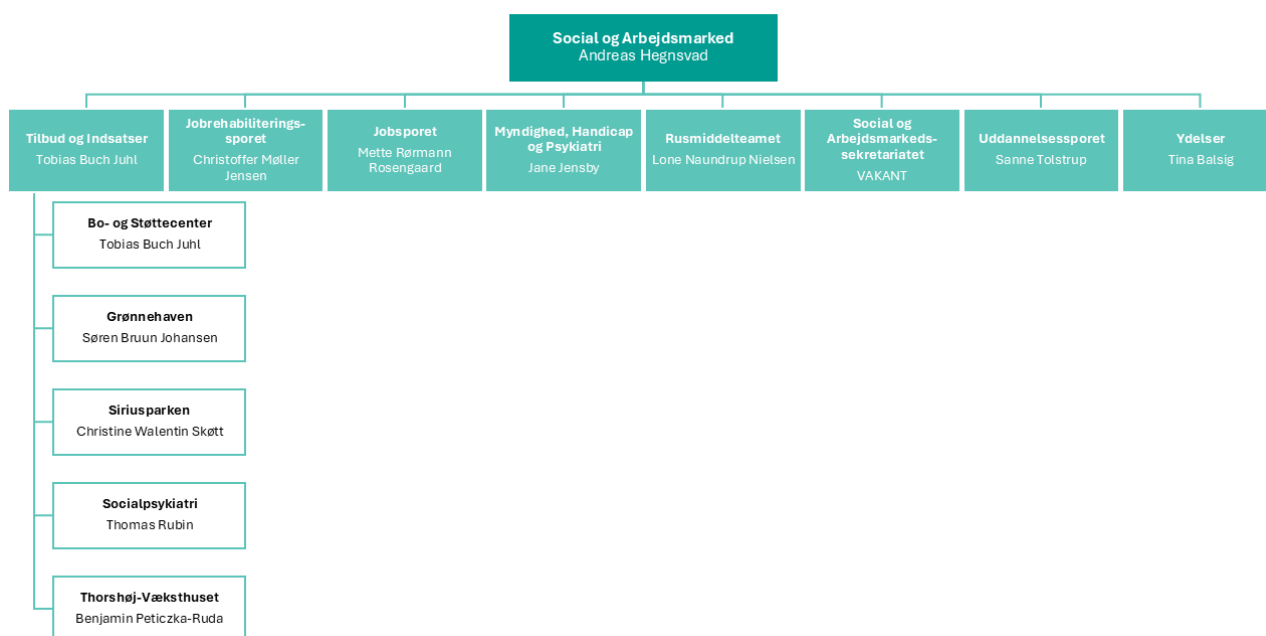 Social og Arbejdsmarked
Andreas Hegnsvad
Tilbud og Indsatser
Tobias Buch Juhl
Jobrehabiliterings-
sporet
Christoffer Møller
Jensen
Jobsporet
Mette Rørmann
Rosengaard
Myndighed, Handicap
og Psykiatri
Jane Jensby
Rusmiddelteamet
Lone Naundrup Nielsen
Social og
Arbejdsmarkeds-
sekretariatet
VAKANT
Uddannelsessporet
Sanne Tolstrup
Ydelser
Tina Balsig
Bo- og Støttecenter
Tobias Buch Juhl
Grønnehaven
Søren Bruun Johansen
Siriusparken
Christine Walentin Skøtt
Socialpsykiatri
Thomas Rubin
Thorshøj-Væksthuset
Benjamin Peticzka-Ruda